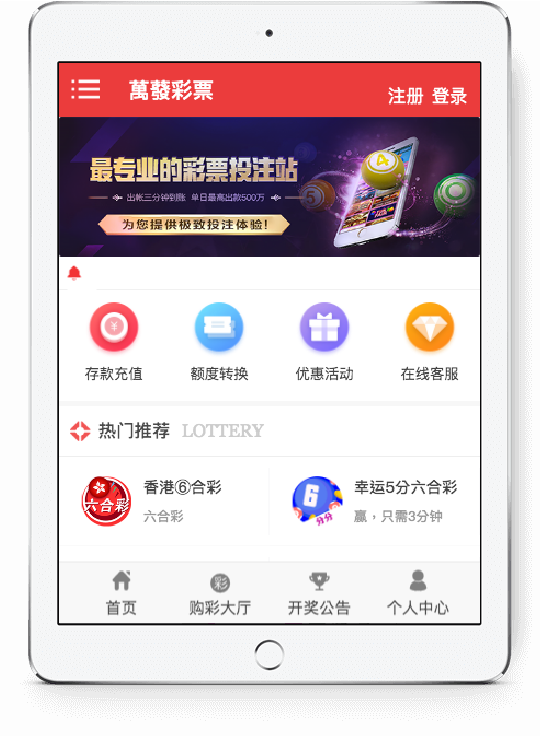 萬發彩票
注册 登录
最专业的彩票投注站
出帐三分钟到账 单日最高出款500万
为您提供极致投注体验!
5 4
¥
存款充值 额度转换 优惠活动 在线客服
热门推荐 LOTTERY
六合彩 香港⑥合彩 6 幸运5分六合彩
六合彩 分分 赢，只需3分钟
彩
首页 购彩大厅 开奖公告 个人中心